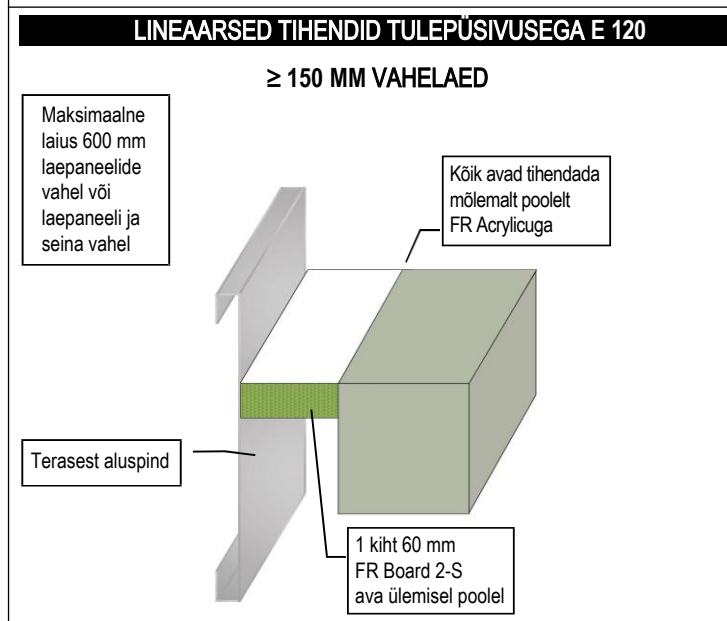 LINEAARSED TIHENDID TULEPÜSIVUSEGA E 120
≥ 150 MM VAHELAED
Maksimaalne
laius 600 mm
laepaneelide
vahel või
laepaneeli ja
seina vahel
Kõik avad tihendada
mõlemalt poolelt
FR Acrylicuga
Terasest aluspind
1 kiht 60 mm
FR Board 2-S
ava ülemisel poolel